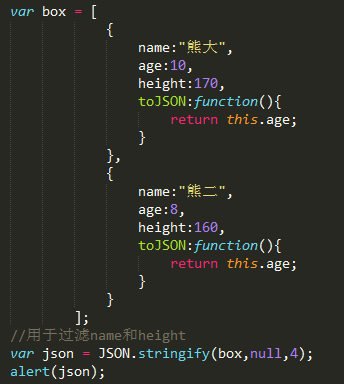 var box = [
{
name:"熊大",
age:10,
height:170,
toJSON:function(){
return this.age;
}
},
{
name:"熊二",
age:8,
height:160,
toJSON:function(){
return this.age;
}
}
];
//用于过滤name和height
var json = JSON.stringify(box,null,4);
alert(json);